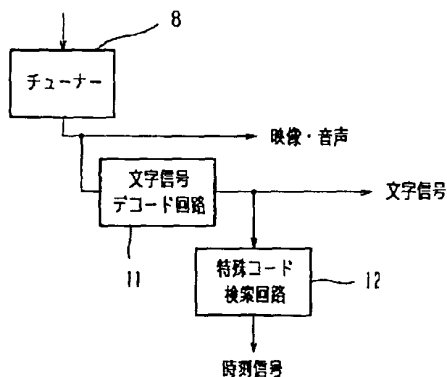 8
チューナー
映像・音声
文字信号
デコード回路
文字信号
11
特殊コード
検索回路
12
時刻信号